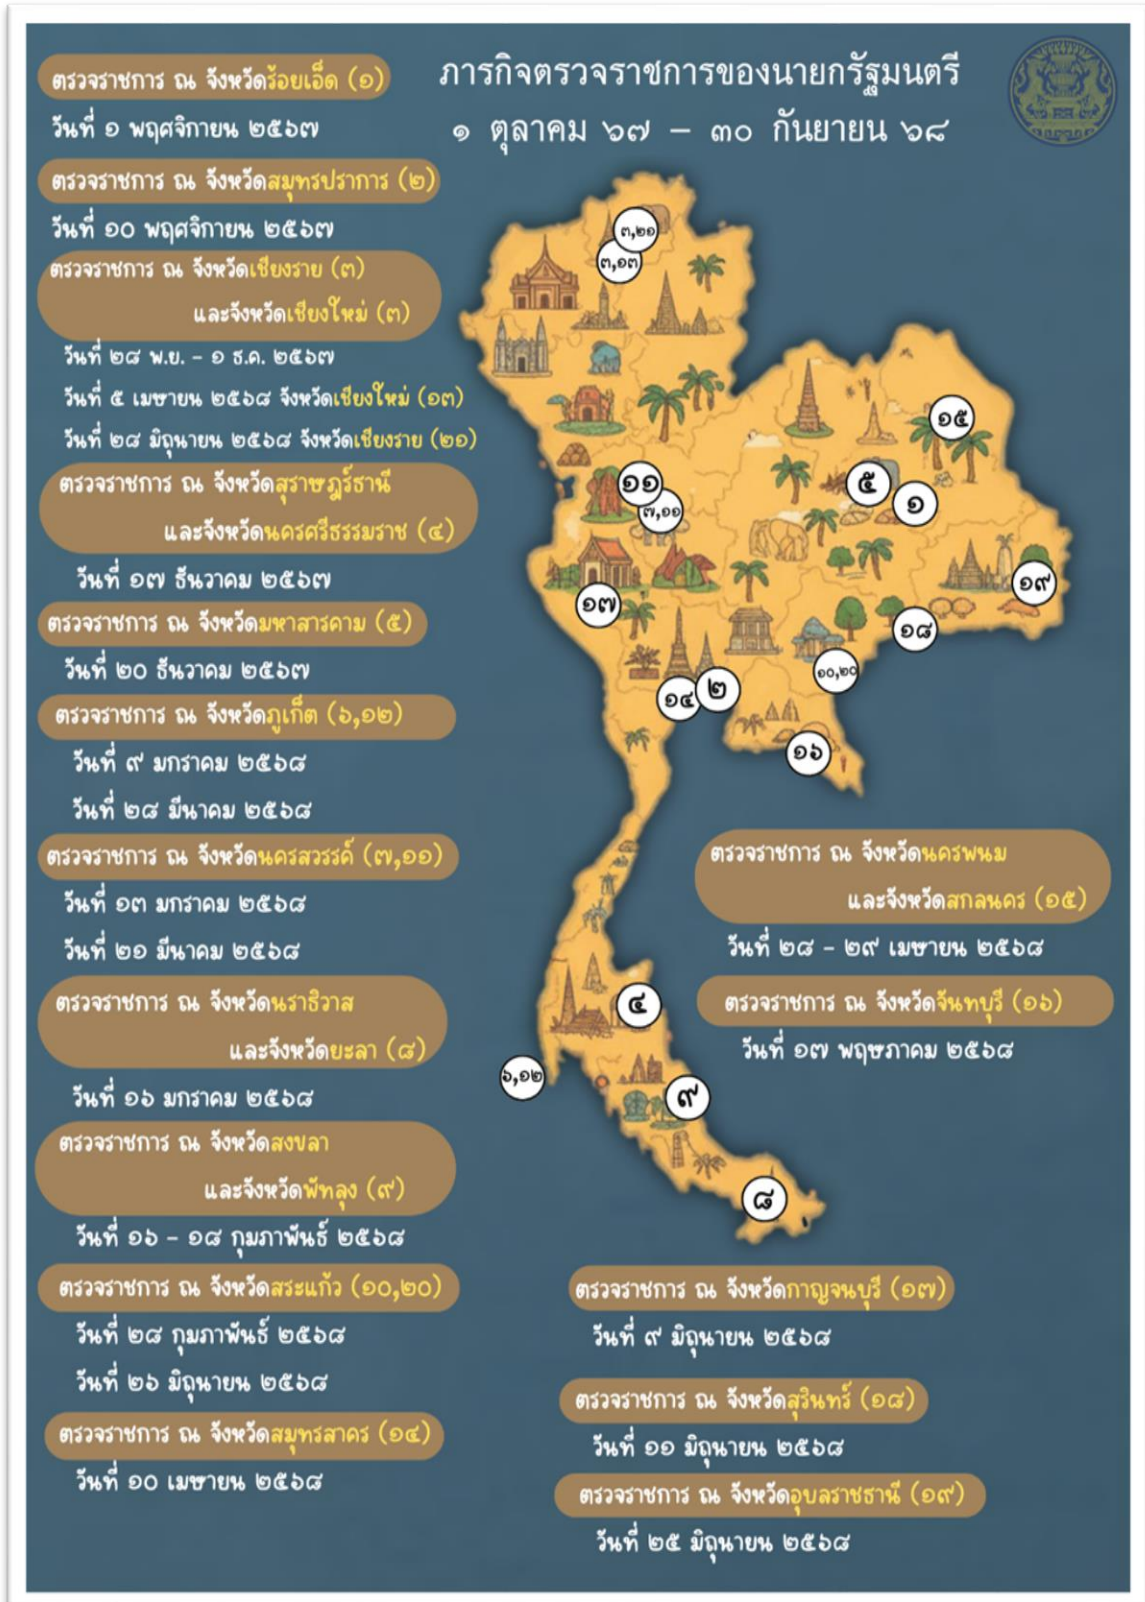 ภารกิจตรวจราชการของนายกรัฐมนตรี
๑ ตุลาคม ๖๗ – ๓๐ กันยายน ๖๘
ตรวจราชการ ณ จังหวัดร้อยเอ็ด (๑)
วันที่ ๑ พฤศจิกายน ๒๕๖๗
ตรวจราชการ ณ จังหวัดสมุทรปราการ (๒)
วันที่ ๑๐ พฤศจิกายน ๒๕๖๗
ตรวจราชการ ณ จังหวัดเชียงราย (๓)
และจังหวัดเชียงใหม่ (๓)
วันที่ ๒๘ พ.ย. - ๑ ธ.ค. ๒๕๖๗
วันที่ ๕ เมษายน ๒๕๖๘ จังหวัดเชียงใหม่ (๑๓)
วันที่ ๒๘ มิถุนายน ๒๕๖๘ จังหวัดเชียงราย (๒๑)
ตรวจราชการ ณ จังหวัดสุราษฎร์ธานี
และจังหวัดนครศรีธรรมราช (๔)
วันที่ ๑๗ ธันวาคม ๒๕๖๗
ตรวจราชการ ณ จังหวัดมหาสารคาม (๕)
วันที่ ๒๐ ธันวาคม ๒๕๖๗
ตรวจราชการ ณ จังหวัดภูเก็ต (๖,๑๒)
วันที่ ๙ มกราคม ๒๕๖๘
วันที่ ๒๘ มีนาคม ๒๕๖๘
ตรวจราชการ ณ จังหวัดนครสวรรค์ (๗,๑๑)
วันที่ ๑๓ มกราคม ๒๕๖๘
วันที่ ๒๑ มีนาคม ๒๕๖๘
ตรวจราชการ ณ จังหวัดนราธิวาส
และจังหวัดยะลา (๘)
วันที่ ๑๖ มกราคม ๒๕๖๘
ตรวจราชการ ณ จังหวัดสงขลา
และจังหวัดพัทลุง (๙)
วันที่ ๑๖ - ๑๘ กุมภาพันธ์ ๒๕๖๘
ตรวจราชการ ณ จังหวัดสระแก้ว (๑๐,๒๐)
วันที่ ๒๘ กุมภาพันธ์ ๒๕๖๘
วันที่ ๒๖ มิถุนายน ๒๕๖๘
ตรวจราชการ ณ จังหวัดสมุทรสาคร (๑๔)
วันที่ ๑๐ เมษายน ๒๕๖๘
๓,๒๑
๓,๑๓
๑๕
๑๑
๕
๗,๑๑
๑
๑๙
๑๗
๑๘
๑๐,๒๐
๑๔
๒
๑๖
๔
๖,๑๒
๙
๘
ตรวจราชการ ณ จังหวัดนครพนม
และจังหวัดสกลนคร (๑๕)
วันที่ ๒๘ - ๒๙ เมษายน ๒๕๖๘
ตรวจราชการ ณ จังหวัดจันทบุรี (๑๖)
วันที่ ๑๗ พฤษภาคม ๒๕๖๘
ตรวจราชการ ณ จังหวัดกาญจนบุรี (๑๗)
วันที่ ๙ มิถุนายน ๒๕๖๘
ตรวจราชการ ณ จังหวัดสุรินทร์ (๑๘)
วันที่ ๑๑ มิถุนายน ๒๕๖๘
ตรวจราชการ ณ จังหวัดอุบลราชธานี (๑๙)
วันที่ ๒๕ มิถุนายน ๒๕๖๘